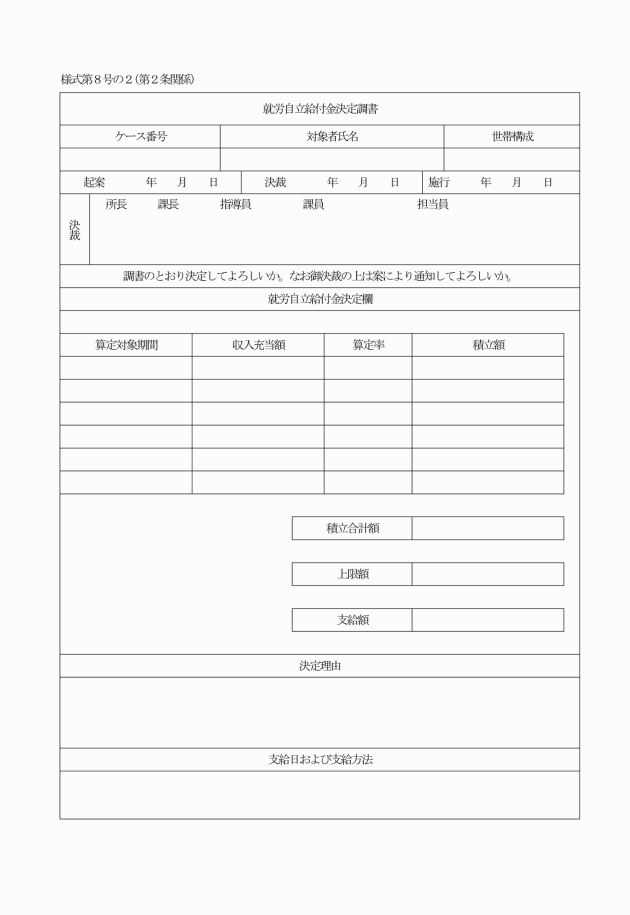 様式第８号の２（第２条関係）
就労自立給付金決定調書
ケース番号 対象者氏名 世帯構成
起案 年 月 日 決裁 年 月 日 施行 年 月 日
決裁 所長 課長 指導員 課員 担当員
調書のとおり決定してよろしいか。なお御決裁の上は案により通知してよろしいか。
就労自立給付金決定欄
算定対象期間 収入充当額 算定率 積立額
積立合計額
上限額
支給額
決定理由
支給日および支給方法